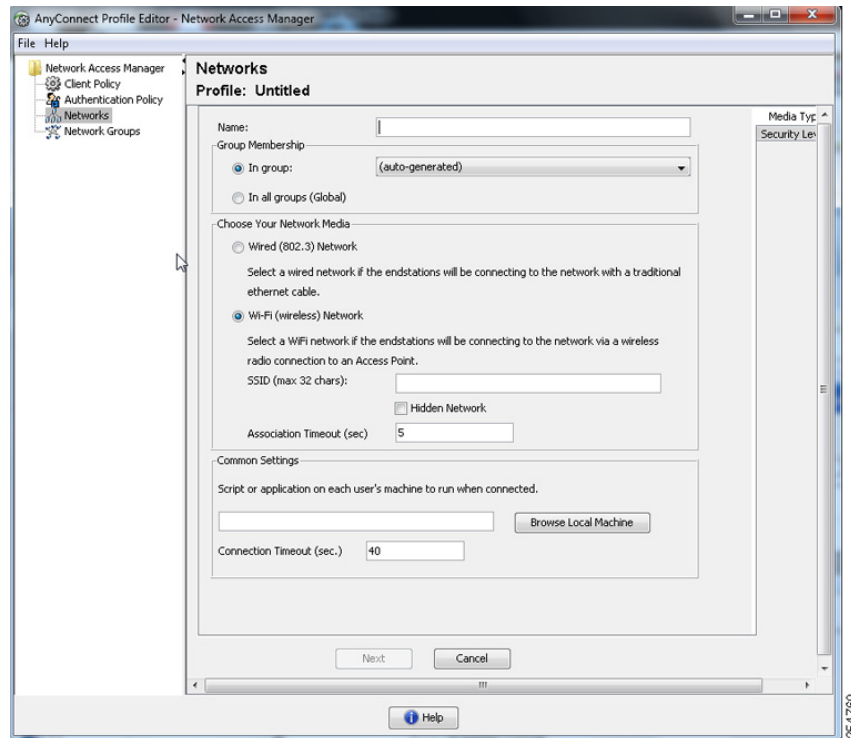 AnyConnect Profile Editor - Network Access Manager
File Help
Network Access Manager
Client Policy
Authentication Policy
Networks
Network Groups
Networks
Profile: Untitled
Media Typ
Security Lev
Name:
Group Membership
In group:
(auto-generated)
In all groups (Global)
Choose Your Network Media
Wired (802.3) Network
Select a wired network if the endstations will be connecting to the network with a traditional
ethernet cable.
Wi-Fi (wireless) Network
Select a WiFi network if the endstations will be connecting to the network via a wireless
radio connection to an Access Point.
SSID (max 32 chars):
Hidden Network
Association Timeout (sec)
5
Common Settings
Script or application on each user's machine to run when connected.
Browse Local Machine
Connection Timeout (sec.)
40
Next
Cancel
Help